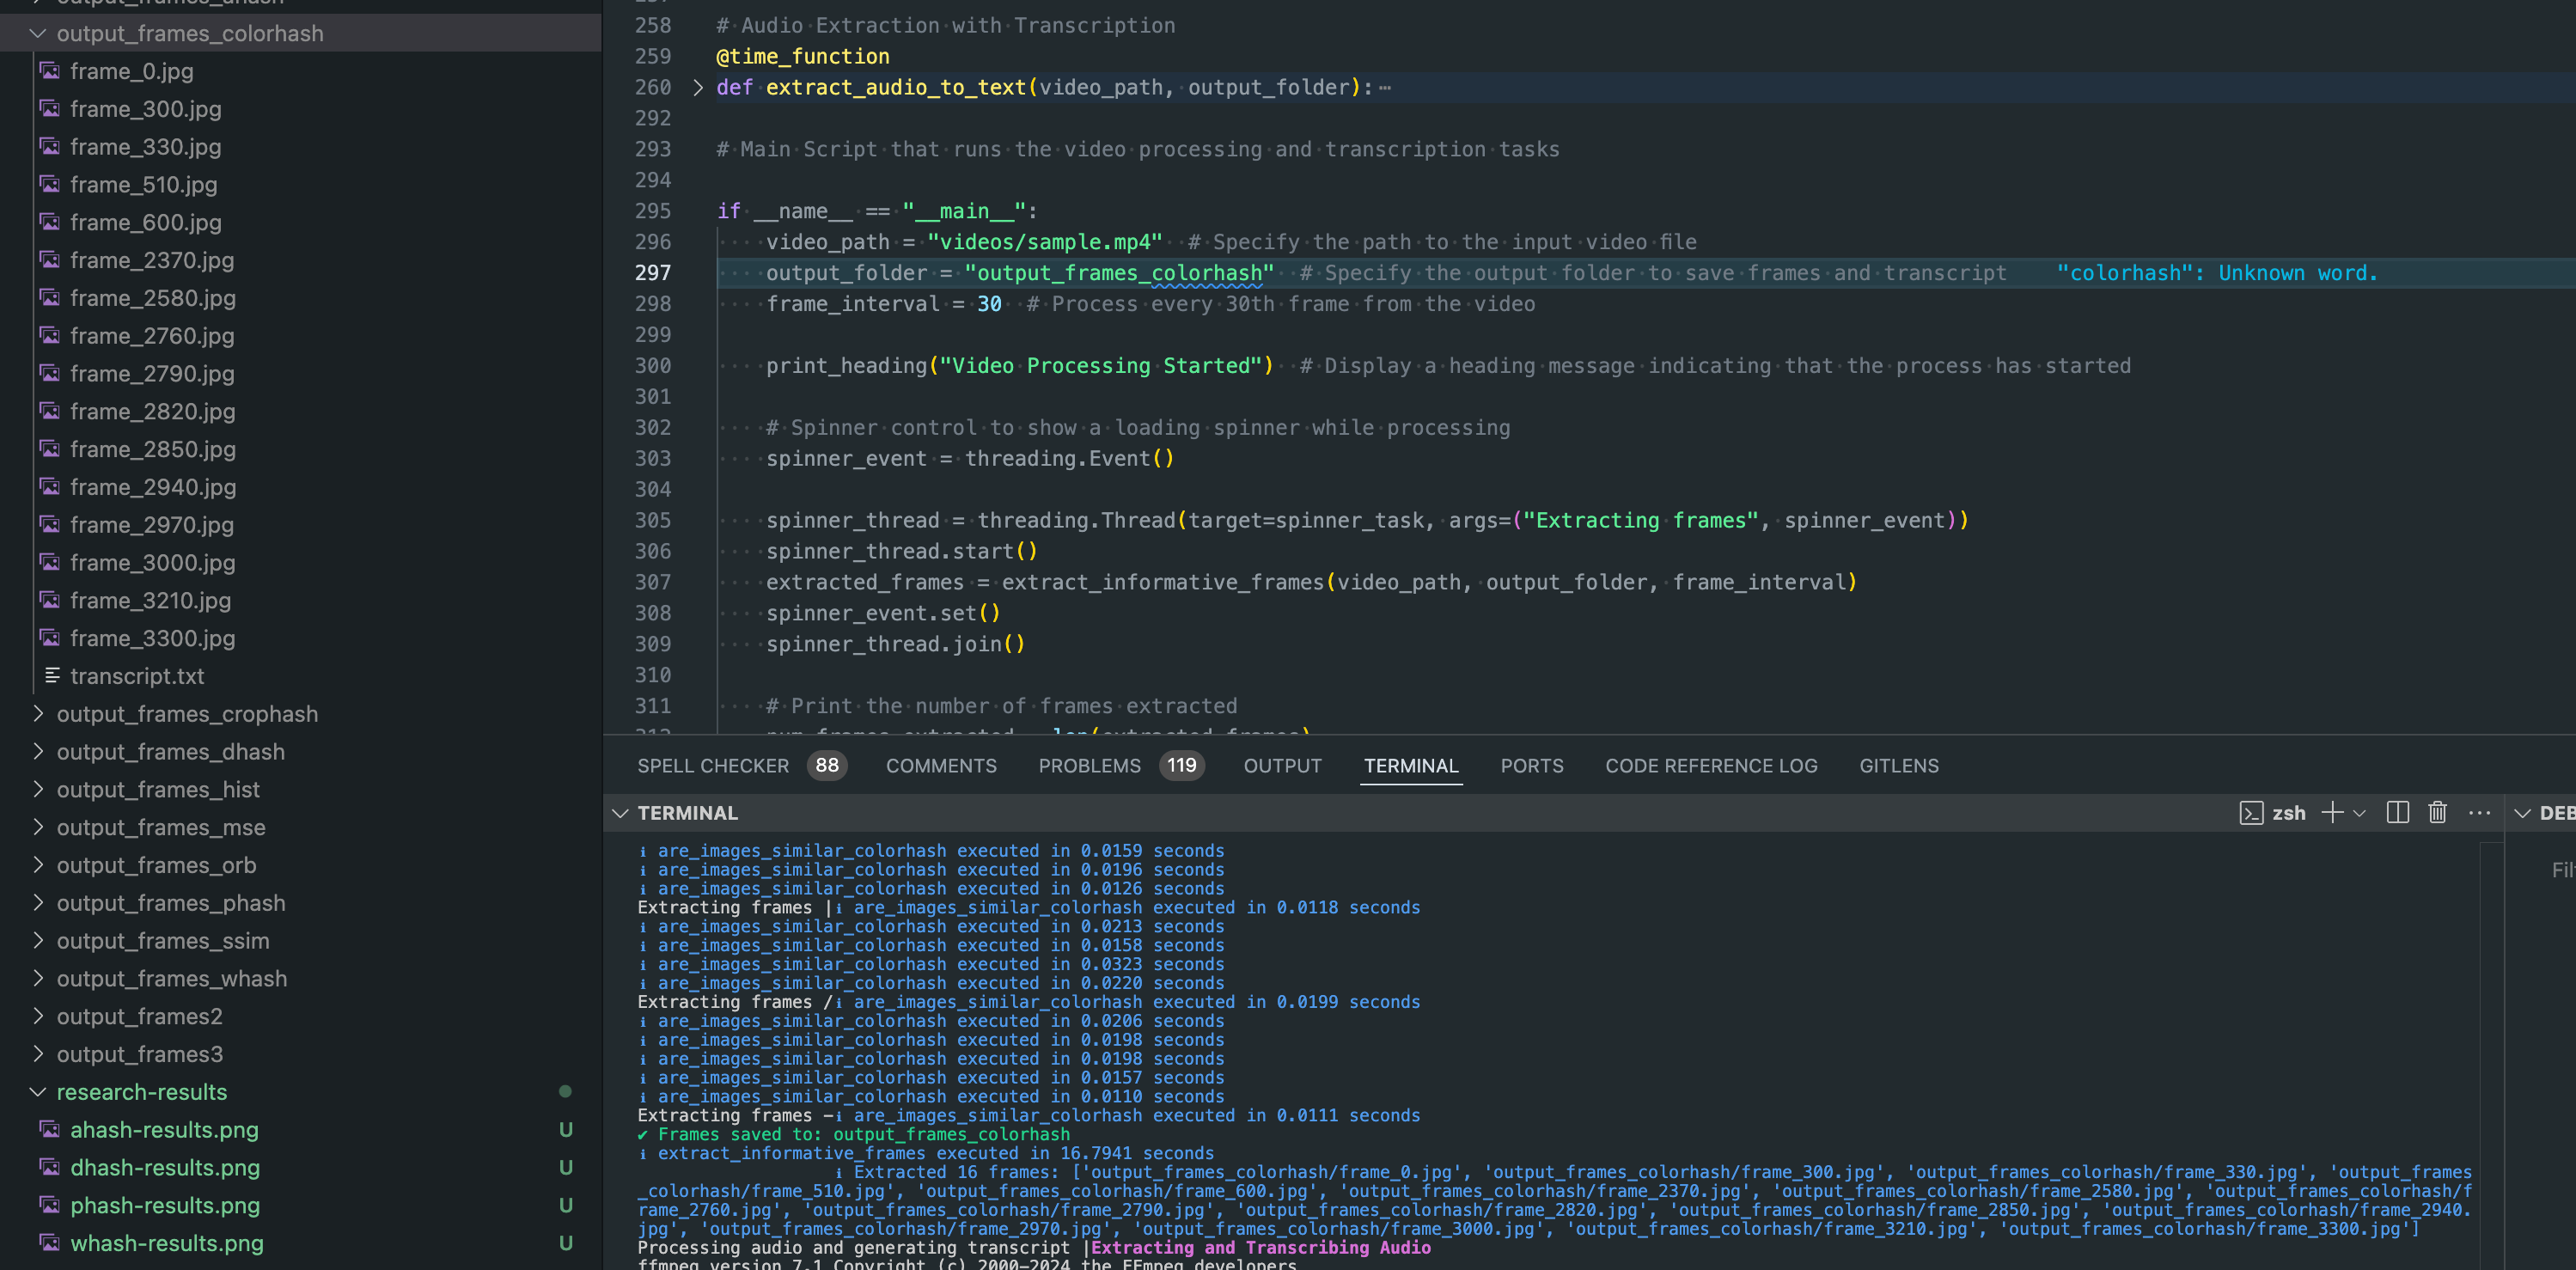 output_frames_colorhash
frame_0.jpg
frame_300.jpg
frame_330.jpg
frame_510.jpg
frame_600.jpg
frame_2370.jpg
frame_2580.jpg
frame_2760.jpg
frame_2790.jpg
frame_2820.jpg
frame_2850.jpg
frame_2940.jpg
frame_2970.jpg
frame_3000.jpg
frame_3210.jpg
frame_3300.jpg
transcript.txt
output_frames_crophash
output_frames_dhash
output_frames_hist
output_frames_mse
output_frames_orb
output_frames_phash
output_frames_ssim
output_frames_whash
output_frames2
output_frames3
research-results
ahash-results.png U
dhash-results.png U
phash-results.png U
whash-results.png U
258 # Audio Extraction with Transcription
259 @time_function
260 def extract_audio_to_text(video_path, output_folder):
292
293 # Main Script that runs the video processing and transcription tasks
294
295 if __name__ == "__main__":
296 video_path = "videos/sample.mp4" # Specify the path to the input video file
297 output_folder = "output_frames_colorhash" # Specify the output folder to save frames and transcript "colorhash": Unknown word.
298 frame_interval = 30 # Process every 30th frame from the video
299
300 print_heading("Video Processing Started") # Display a heading message indicating that the process has started
301
302 # Spinner control to show a loading spinner while processing
303 spinner_event = threading.Event()
304
305 spinner_thread = threading.Thread(target=spinner_task, args=("Extracting frames", spinner_event))
306 spinner_thread.start()
307 extracted_frames = extract_informative_frames(video_path, output_folder, frame_interval)
308 spinner_event.set()
309 spinner_thread.join()
310
311 # Print the number of frames extracted
SPELL CHECKER 88 COMMENTS PROBLEMS 119 OUTPUT TERMINAL PORTS CODE REFERENCE LOG GITLENS
TERMINAL zsh
i are_images_similar_colorhash executed in 0.0159 seconds
i are_images_similar_colorhash executed in 0.0196 seconds
i are_images_similar_colorhash executed in 0.0126 seconds
Extracting frames |i are_images_similar_colorhash executed in 0.0118 seconds
i are_images_similar_colorhash executed in 0.0213 seconds
i are_images_similar_colorhash executed in 0.0158 seconds
i are_images_similar_colorhash executed in 0.0323 seconds
i are_images_similar_colorhash executed in 0.0220 seconds
Extracting frames /i are_images_similar_colorhash executed in 0.0199 seconds
i are_images_similar_colorhash executed in 0.0206 seconds
i are_images_similar_colorhash executed in 0.0198 seconds
i are_images_similar_colorhash executed in 0.0198 seconds
i are_images_similar_colorhash executed in 0.0157 seconds
i are_images_similar_colorhash executed in 0.0110 seconds
Extracting frames -i are_images_similar_colorhash executed in 0.0111 seconds
✔ Frames saved to: output_frames_colorhash
i extract_informative_frames executed in 16.7941 seconds
i Extracted 16 frames: ['output_frames_colorhash/frame_0.jpg', 'output_frames_colorhash/frame_300.jpg', 'output_frames_colorhash/frame_330.jpg', 'output_frames
_colorhash/frame_510.jpg', 'output_frames_colorhash/frame_600.jpg', 'output_frames_colorhash/frame_2370.jpg', 'output_frames_colorhash/frame_2580.jpg', 'output_frames_colorhash/f
rame_2760.jpg', 'output_frames_colorhash/frame_2790.jpg', 'output_frames_colorhash/frame_2820.jpg', 'output_frames_colorhash/frame_2850.jpg', 'output_frames_colorhash/frame_2940.
jpg', 'output_frames_colorhash/frame_2970.jpg', 'output_frames_colorhash/frame_3000.jpg', 'output_frames_colorhash/frame_3210.jpg', 'output_frames_colorhash/frame_3300.jpg']
Processing audio and generating transcript |Extracting and Transcribing Audio
ffmpeg version 7.1 Copyright (c) 2000-2024 the FFmpeg developers